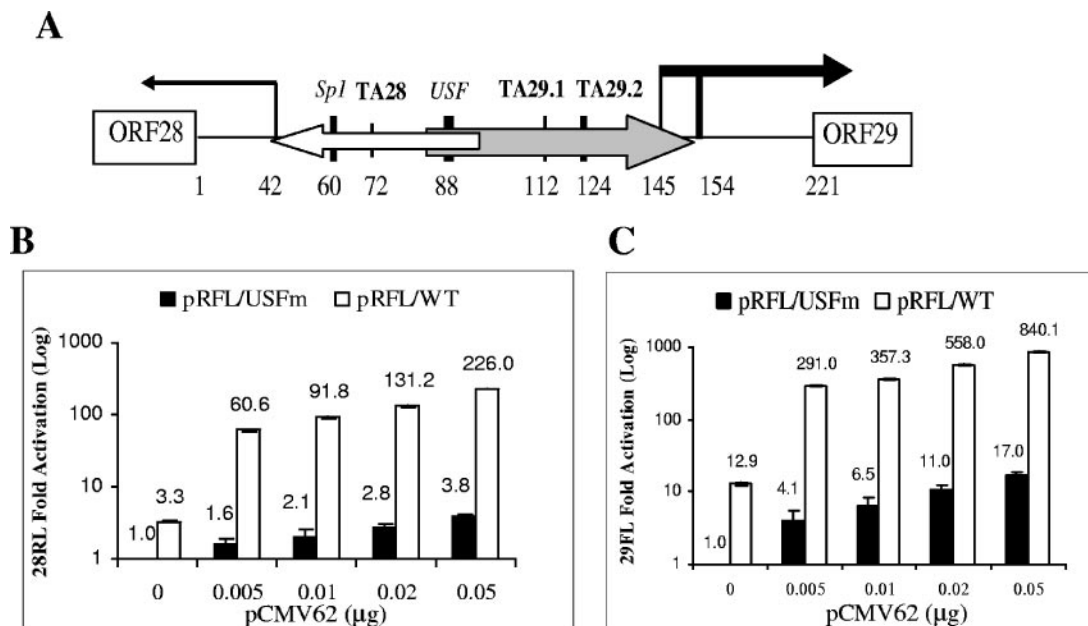 A
SpI TA28 USF TA29.1 TA29.2
ORF28
ORF29
1 42 60 72 88 112 124 145 154 221
B
pRFL/USFm pRFL/WT
28RL Fold Activation (Log)
1000
100
10
1
1.0 3.3 1.6 60.6 2.1 91.8 2.8 131.2 3.8 226.0
0 0.005 0.01 0.02 0.05
pCMV62 (µg)
C
pRFL/USFm pRFL/WT
29FL Fold Activation (Log)
1000
100
10
1
1.0 12.9 4.1 291.0 6.5 357.3 11.0 558.0 17.0 840.1
0 0.005 0.01 0.02 0.05
pCMV62 (µg)